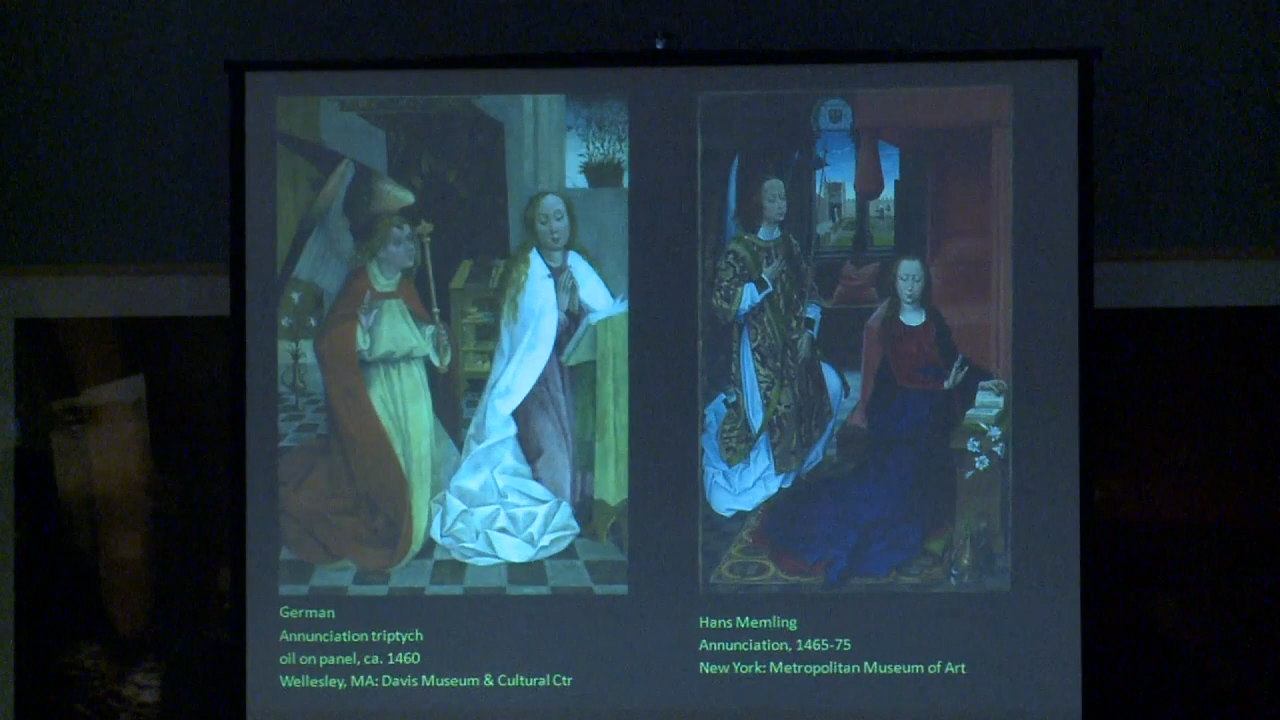 German
Annunciation triptych
oil on panel, ca. 1460
Wellesley, MA: Davis Museum & Cultural Ctr
Hans Memling
Annunciation, 1465-75
New York: Metropolitan Museum of Art